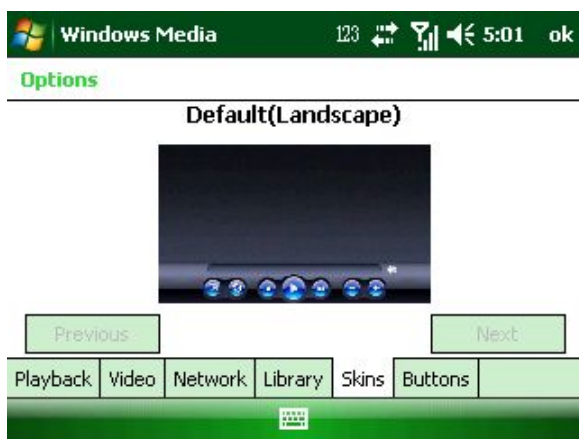 Windows Media 123 5:01 ok
Options
Default(Landscape)
Previous Next
Playback Video Network Library Skins Buttons